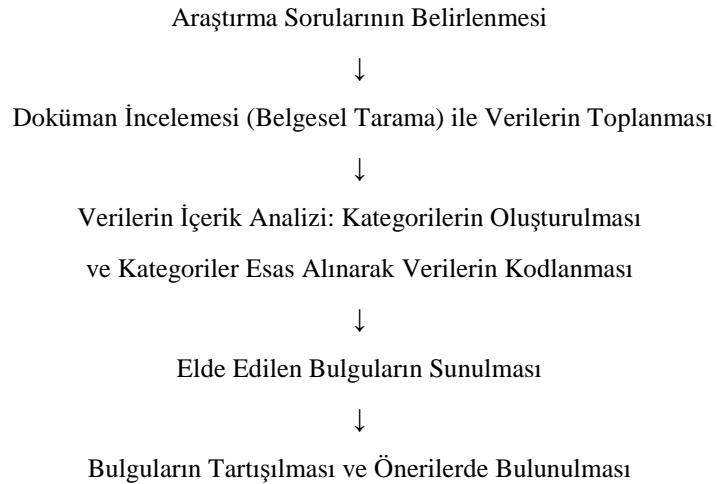 Araştırma Sorularının Belirlenmesi
↓
Doküman İncelemesi (Belgesel Tarama) ile Verilerin Toplanması
↓
Verilerin İçerik Analizi: Kategorilerin Oluşturulması
ve Kategoriler Esas Alınarak Verilerin Kodlanması
↓
Elde Edilen Bulguların Sunulması
↓
Bulguların Tartışılması ve Önerilerde Bulunulması